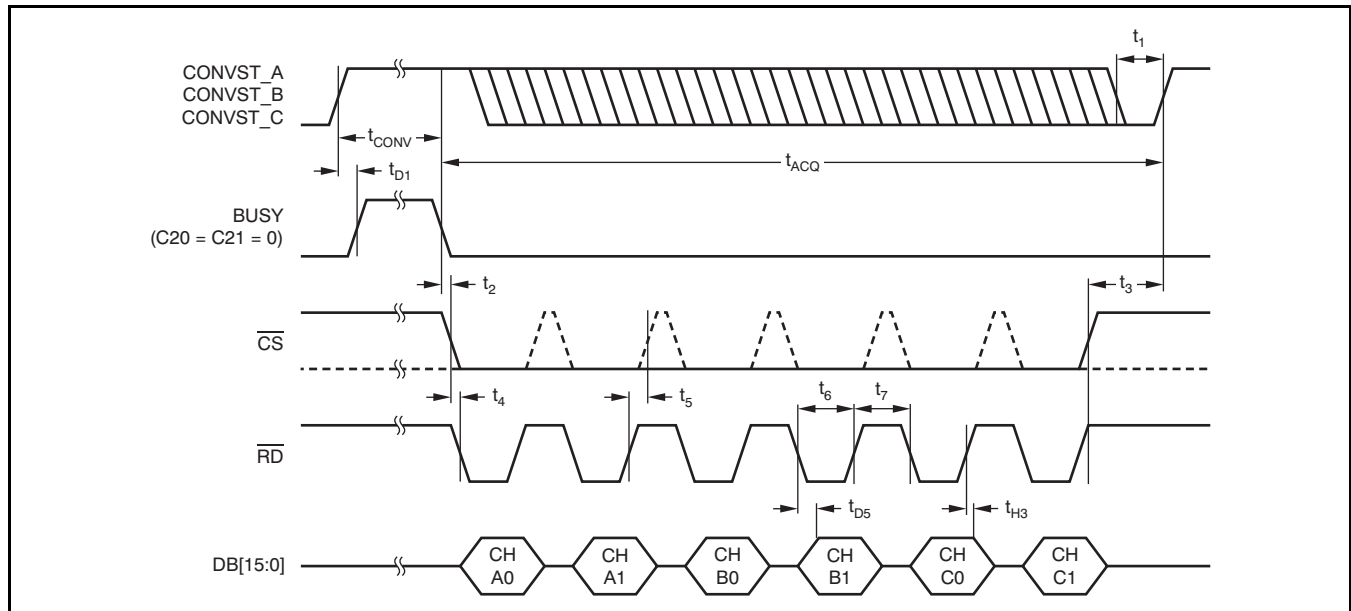 t1
CONVST_A
CONVST_B
CONVST_C
tCONV
tACQ
tD1
BUSY
(C20 = C21 = 0)
t2
t3
CS
t4
t5
t6
t7
RD
tD5
tH3
DB[15:0]
CH
A0
CH
A1
CH
B0
CH
B1
CH
C0
CH
C1